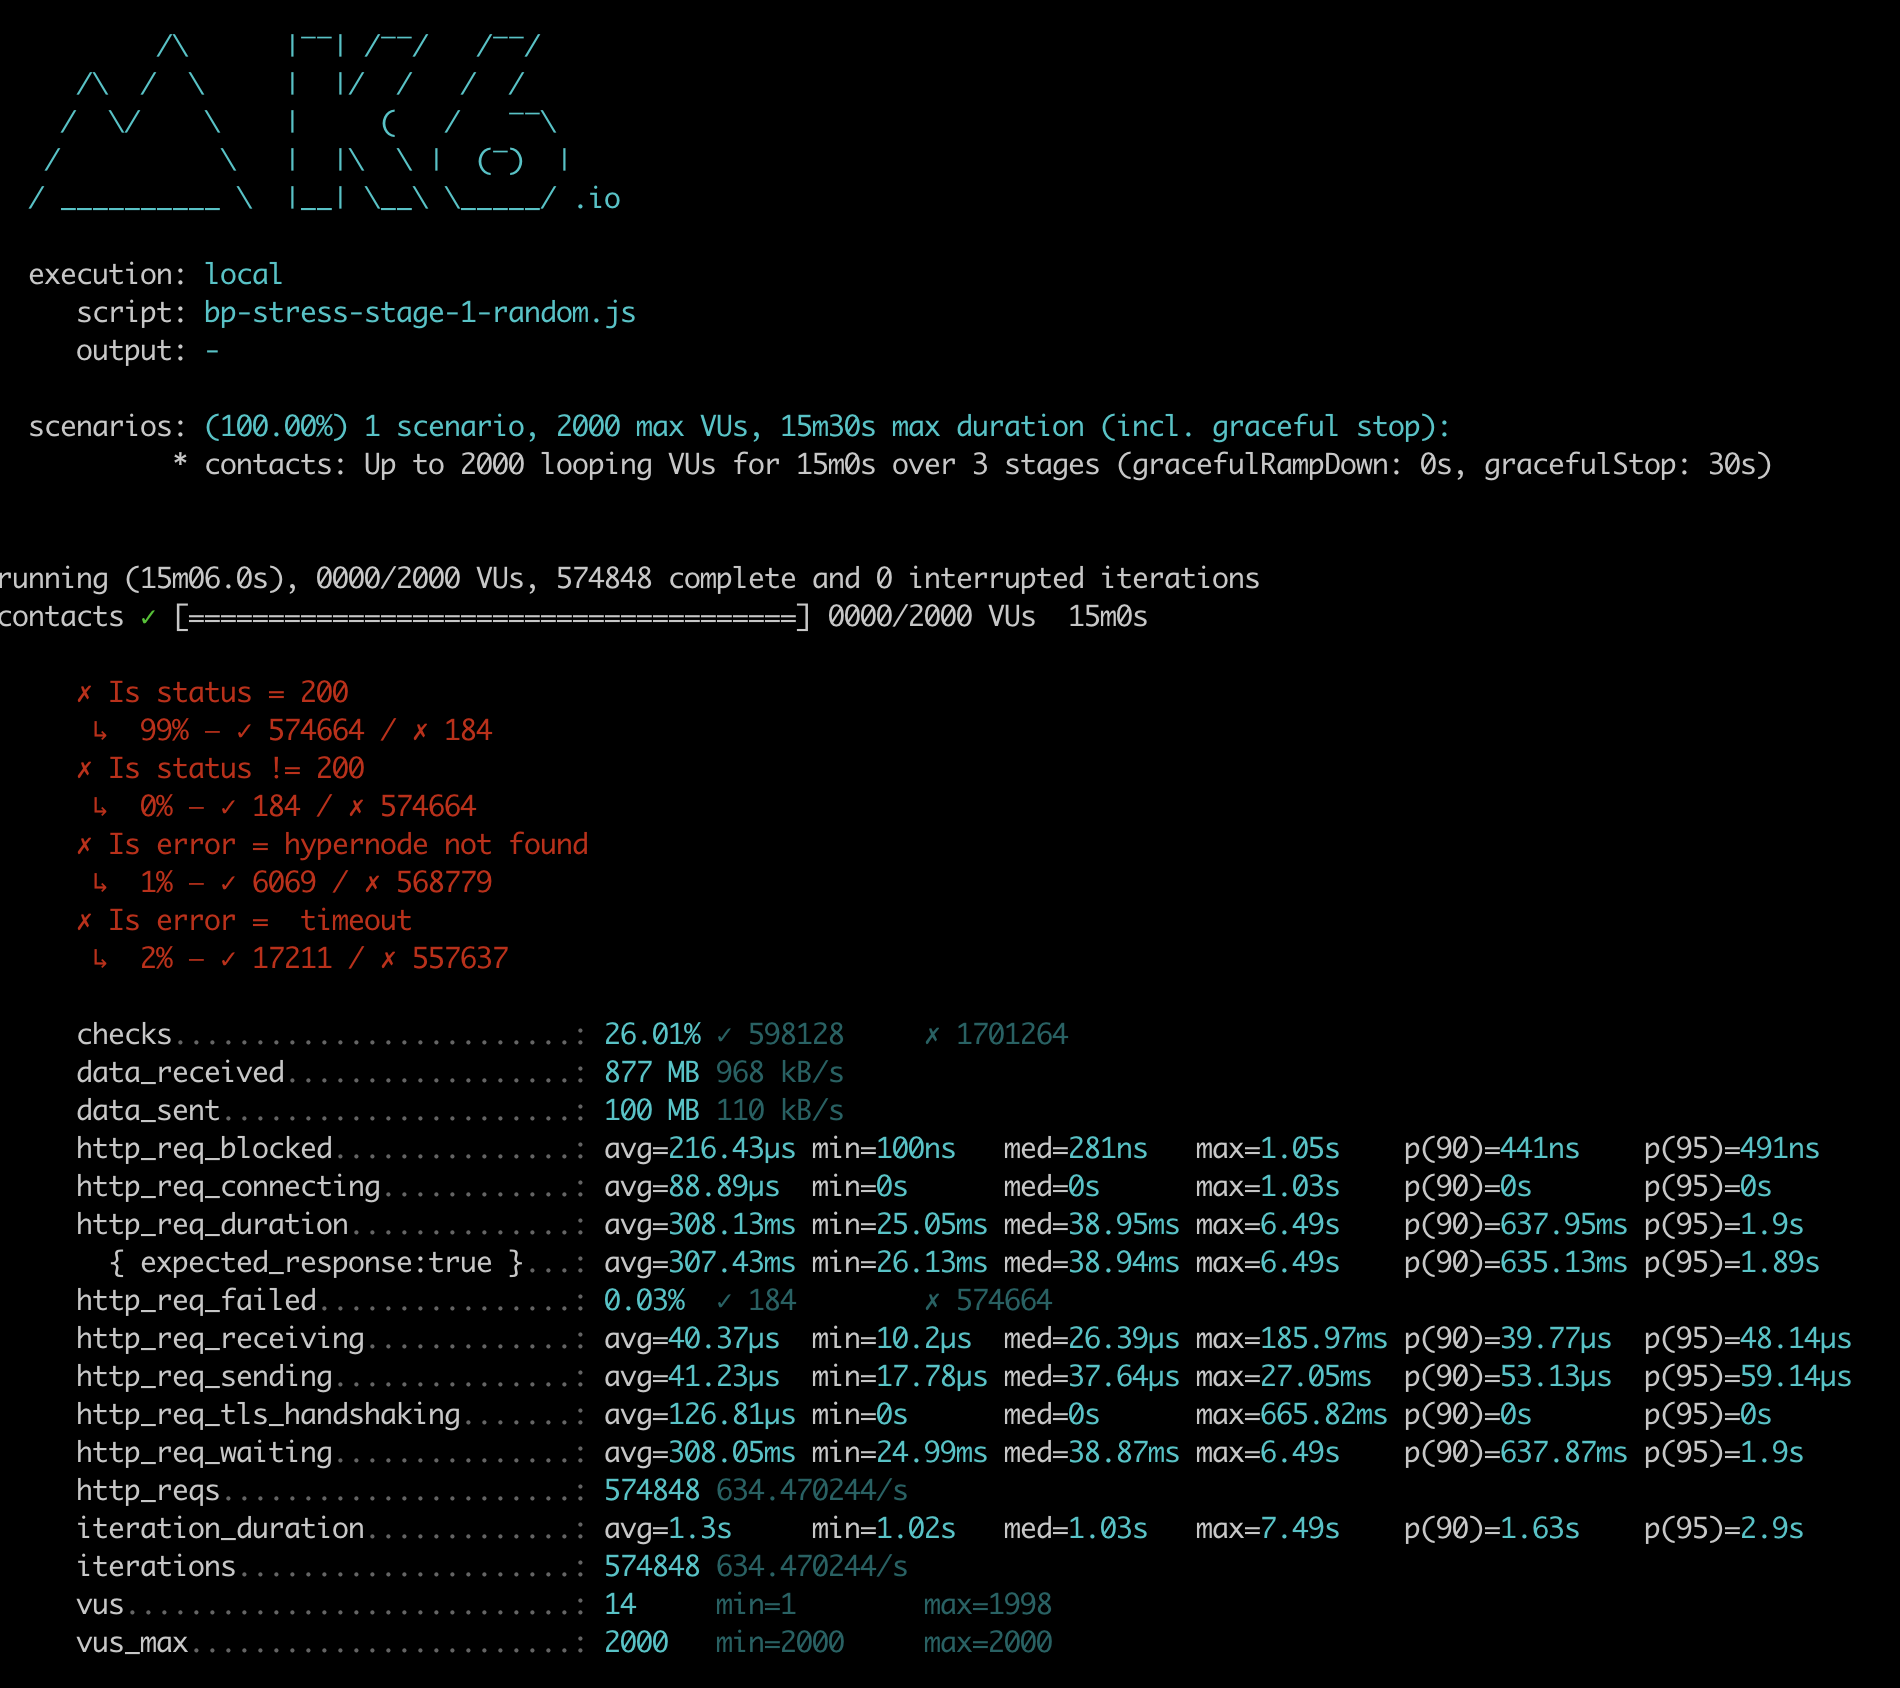 /\      |‾‾| /‾‾/   /‾‾/
    /\  /  \     |  |/  /   /  /
   /  \/    \    |     (   /   ‾‾\
  /          \   |  |\  \ |  (‾)  |
 / __________ \  |__| \__\ \_____/ .io
execution: local
script: bp-stress-stage-1-random.js
output: -
scenarios: (100.00%) 1 scenario, 2000 max VUs, 15m30s max duration (incl. graceful stop):
* contacts: Up to 2000 looping VUs for 15m0s over 3 stages (gracefulRampDown: 0s, gracefulStop: 30s)
running (15m06.0s), 0000/2000 VUs, 574848 complete and 0 interrupted iterations
contacts ✓ [======================================] 0000/2000 VUs  15m0s
✗ Is status = 200
↳  99% — ✓ 574664 / ✗ 184
✗ Is status != 200
↳  0% — ✓ 184 / ✗ 574664
✗ Is error = hypernode not found
↳  1% — ✓ 6069 / ✗ 568779
✗ Is error =  timeout
↳  2% — ✓ 17211 / ✗ 557637
checks.........................: 26.01% ✓ 598128     ✗ 1701264
data_received..................: 877 MB 968 kB/s
data_sent......................: 100 MB 110 kB/s
http_req_blocked...............: avg=216.43µs min=100ns   med=281ns   max=1.05s    p(90)=441ns    p(95)=491ns
http_req_connecting............: avg=88.89µs  min=0s      med=0s      max=1.03s    p(90)=0s       p(95)=0s
http_req_duration..............: avg=308.13ms min=25.05ms med=38.95ms max=6.49s    p(90)=637.95ms p(95)=1.9s
{ expected_response:true }...: avg=307.43ms min=26.13ms med=38.94ms max=6.49s    p(90)=635.13ms p(95)=1.89s
http_req_failed................: 0.03%  ✓ 184        ✗ 574664
http_req_receiving.............: avg=40.37µs  min=10.2µs  med=26.39µs max=185.97ms p(90)=39.77µs  p(95)=48.14µs
http_req_sending...............: avg=41.23µs  min=17.78µs med=37.64µs max=27.05ms  p(90)=53.13µs  p(95)=59.14µs
http_req_tls_handshaking.......: avg=126.81µs min=0s      med=0s      max=665.82ms p(90)=0s       p(95)=0s
http_req_waiting...............: avg=308.05ms min=24.99ms med=38.87ms max=6.49s    p(90)=637.87ms p(95)=1.9s
http_reqs......................: 574848 634.470244/s
iteration_duration.............: avg=1.3s     min=1.02s   med=1.03s   max=7.49s    p(90)=1.63s    p(95)=2.9s
iterations.....................: 574848 634.470244/s
vus............................: 14     min=1        max=1998
vus_max........................: 2000   min=2000     max=2000